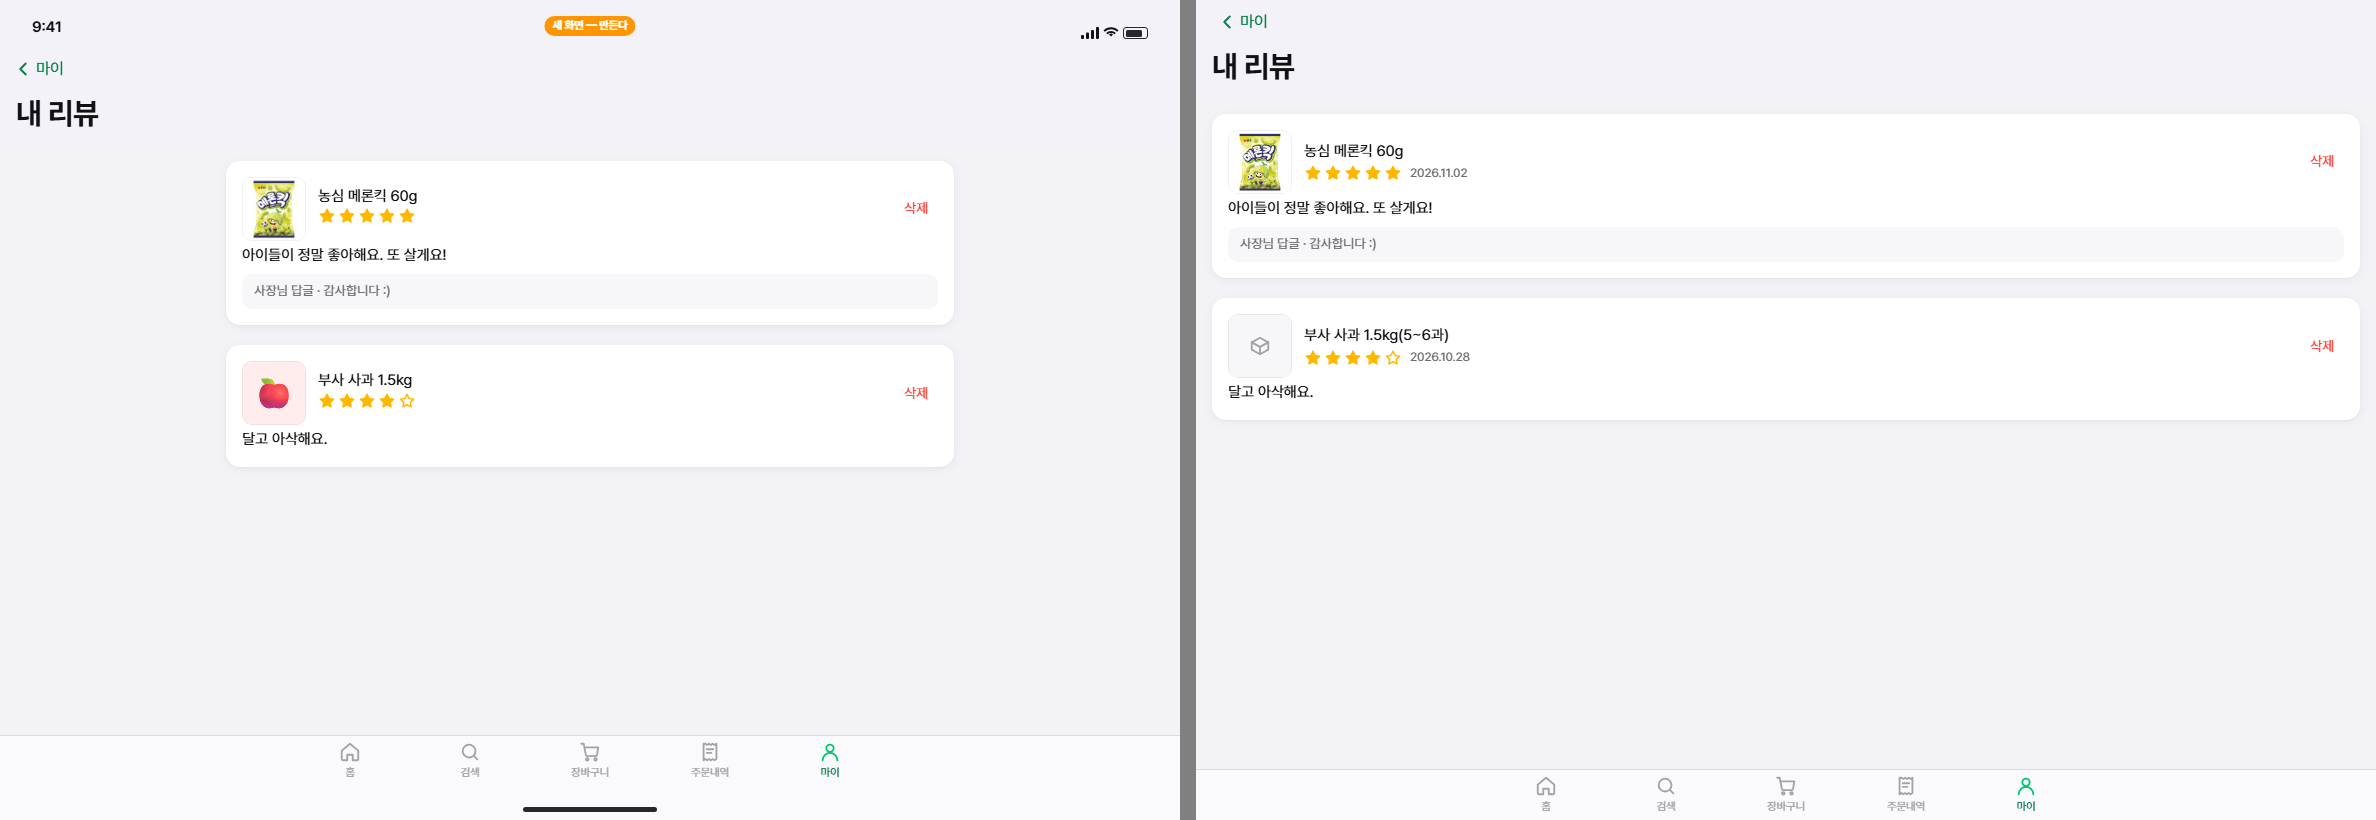 9:41
새 화면 — 만든다
마이
내 리뷰
농심 메론킥 60g
삭제
아이들이 정말 좋아해요. 또 살게요!
사장님 답글 · 감사합니다 :)
부사 사과 1.5kg
삭제
달고 아삭해요.
홈
검색
장바구니
주문내역
마이
마이
내 리뷰
농심 메론킥 60g
2026.11.02
삭제
아이들이 정말 좋아해요. 또 살게요!
사장님 답글 · 감사합니다 :)
부사 사과 1.5kg(5~6과)
2026.10.28
삭제
달고 아삭해요.
홈
검색
장바구니
주문내역
마이